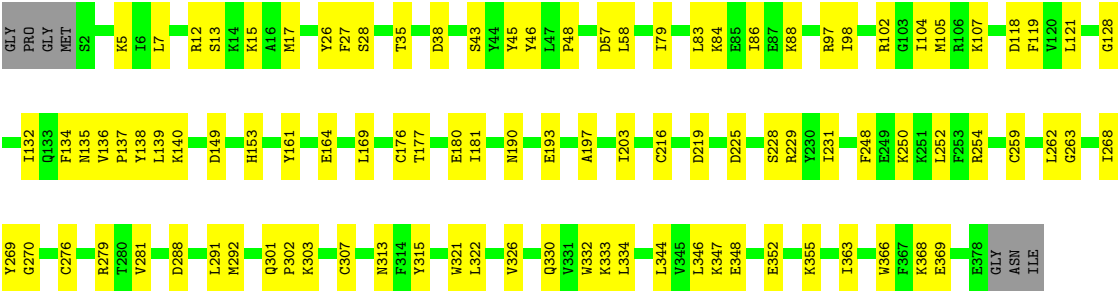 GLY PRO GLY MET S2 K5 I6 L7 R12 S13 K14 K15 A16 M17 Y26 F27 S28 T35 D38 S43 Y44 Y45 Y46 L47 P48 D57 L58 I79 L83 K84 E85 I86 E87 K88 R97 I98 R102 G103 I104 M105 R106 K107 D118 F119 V120 L121 G128
I132 Q133 F134 N135 V136 P137 Y138 L139 K140 D149 H153 Y161 E164 L169 C176 T177 E180 I181 N190 E193 A197 I203 C216 D219 D225 S228 R229 Y230 I231 F248 E249 K250 K251 L252 F253 R254 C259 L262 G263 I268
Y269 G270 C276 R279 T280 V281 D288 L291 M292 Q301 P302 K303 C307 N313 F314 Y315 W321 L322 V326 Q330 V331 W332 K333 L334 L344 V345 L346 K347 E348 E352 K355 I363 W366 F367 K368 E369 E378 GLY ASN ILE